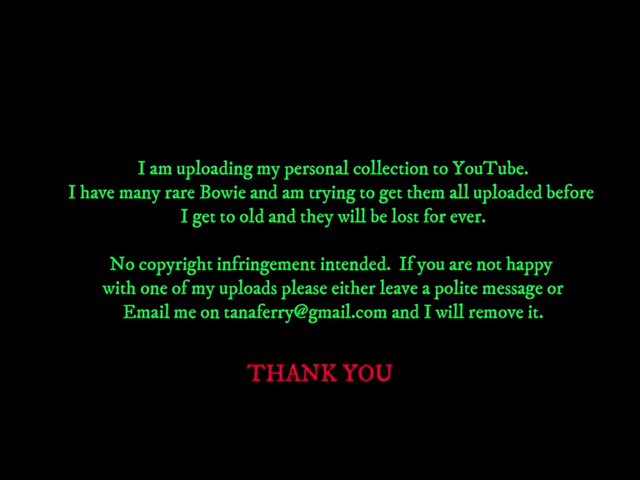 I am uploading my personal collection to YouTube.
I have many rare Bowie and am trying to get them all uploaded before
I get to old and they will be lost for ever.
No copyright infringement intended.  If you are not happy
with one of my uploads please either leave a polite message or
Email me on tanaferry@gmail.com and I will remove it.
THANK YOU